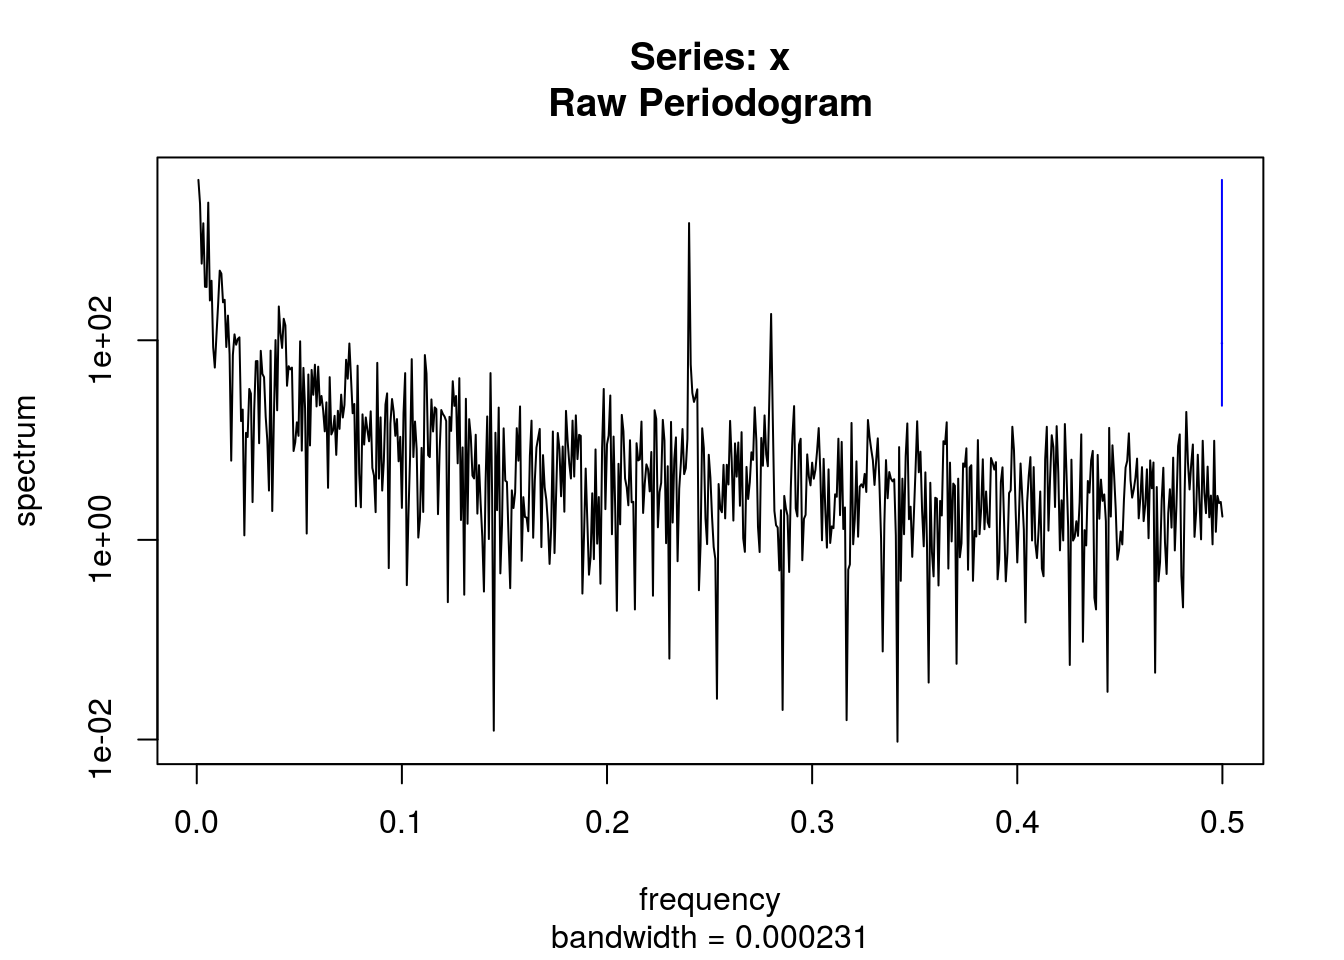 Series: x
Raw Periodogram
spectrum
1e+02
1e+00
1e-02
0.0
0.1
0.2
0.3
0.4
0.5
frequency
bandwidth = 0.000231